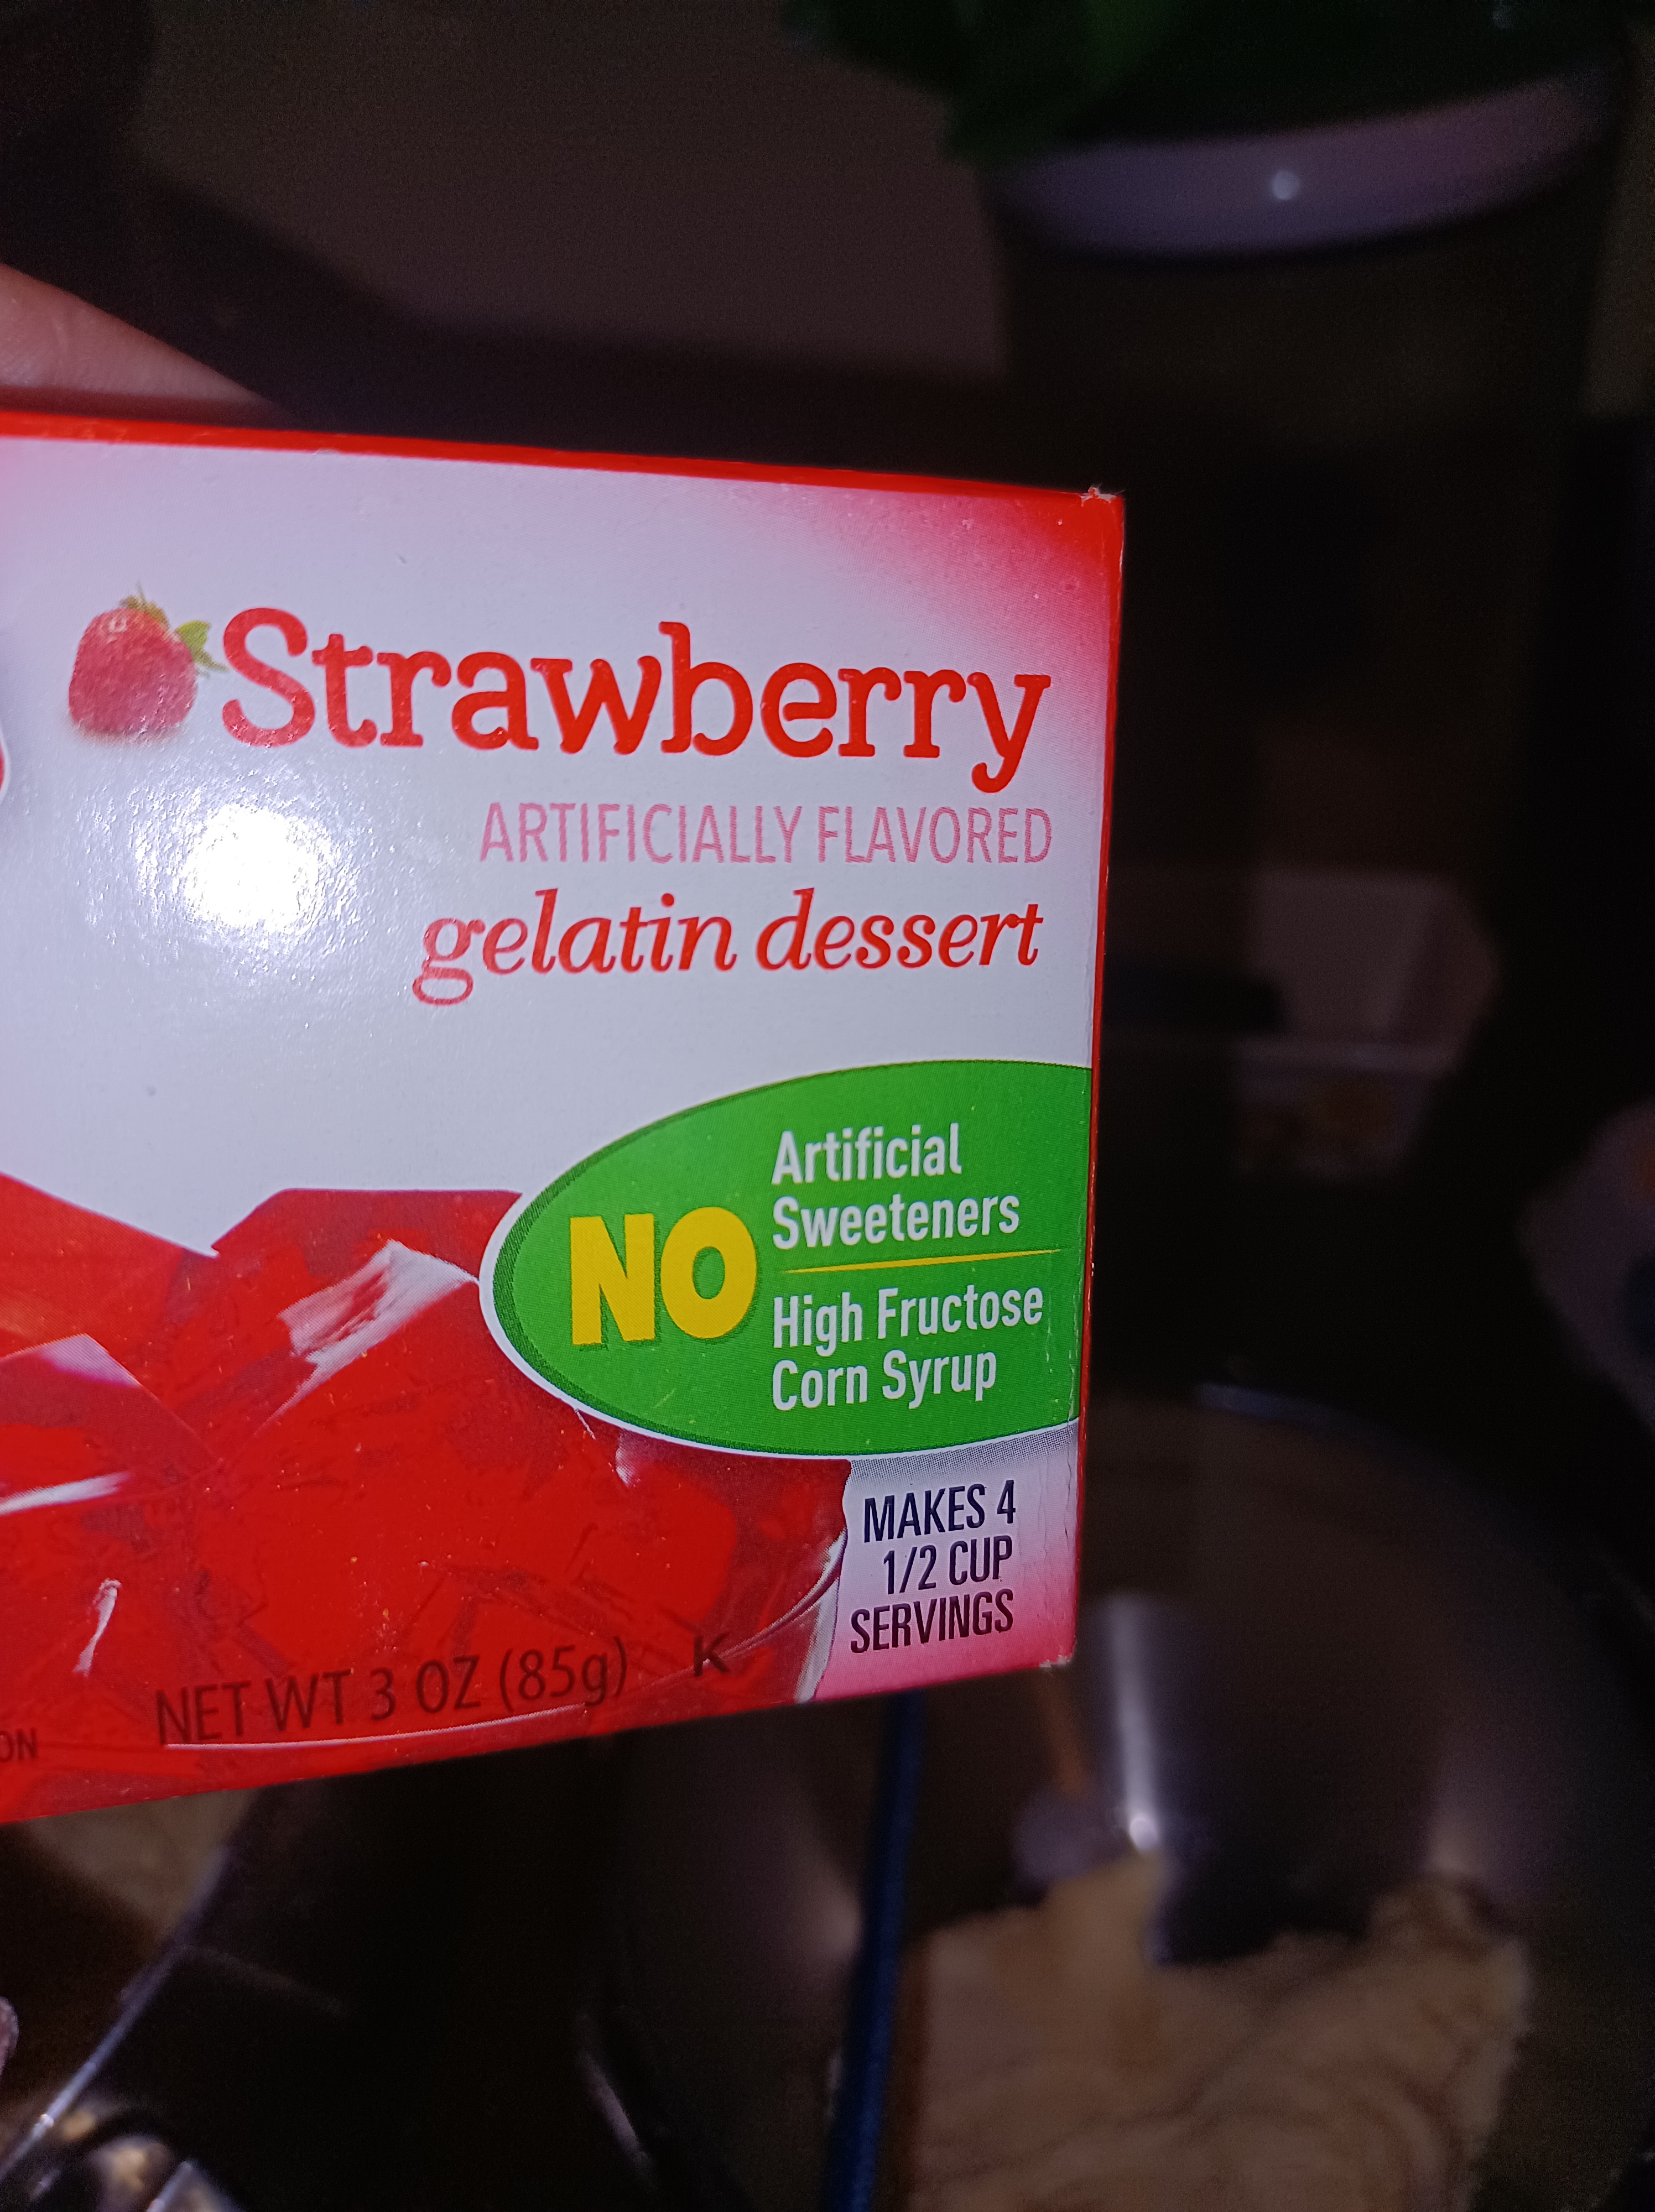 Strawberry
ARTIFICIALLY FLAVORED
gelatin dessert
NO
Artificial
Sweeteners
High Fructose
Corn Syrup
MAKES 4
1/2 CUP
SERVINGS
NET WT 3 OZ (85g) K